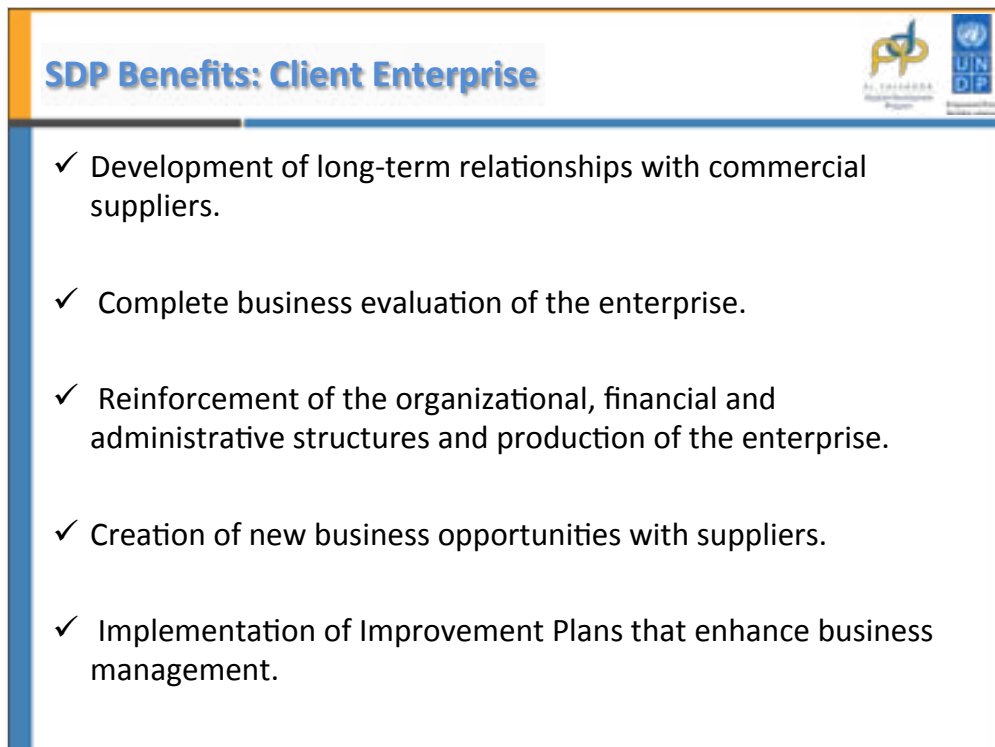 SDP Benefits: Client Enterprise
UN
DP
✓ Development of long-term relationships with commercial
suppliers.
✓ Complete business evaluation of the enterprise.
✓ Reinforcement of the organizational, financial and
administrative structures and production of the enterprise.
✓ Creation of new business opportunities with suppliers.
✓ Implementation of Improvement Plans that enhance business
management.